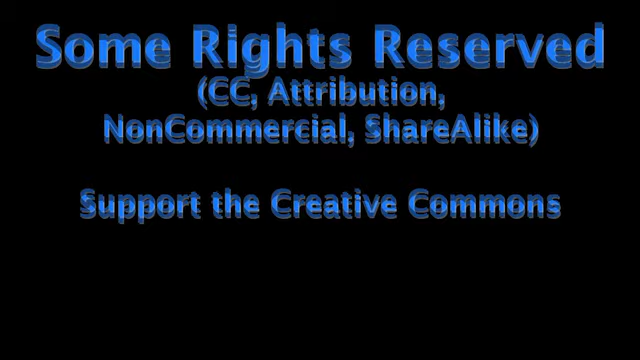 Some Rights Reserved
(CC, Attribution,
NonCommercial, ShareAlike)
Support the Creative Commons